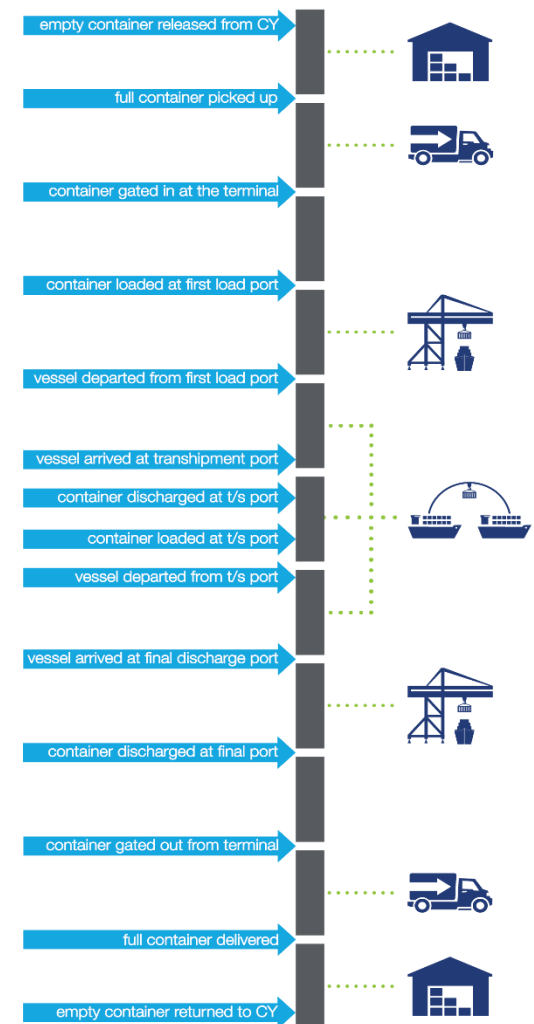 empty container released from CY
full container picked up
container gated in at the terminal
container loaded at first load port
vessel departed from first load port
vessel arrived at transhipment port
container discharged at t/s port
container loaded at t/s port
vessel departed from t/s port
vessel arrived at final discharge port
container discharged at final port
container gated out from terminal
full container delivered
empty container returned to CY